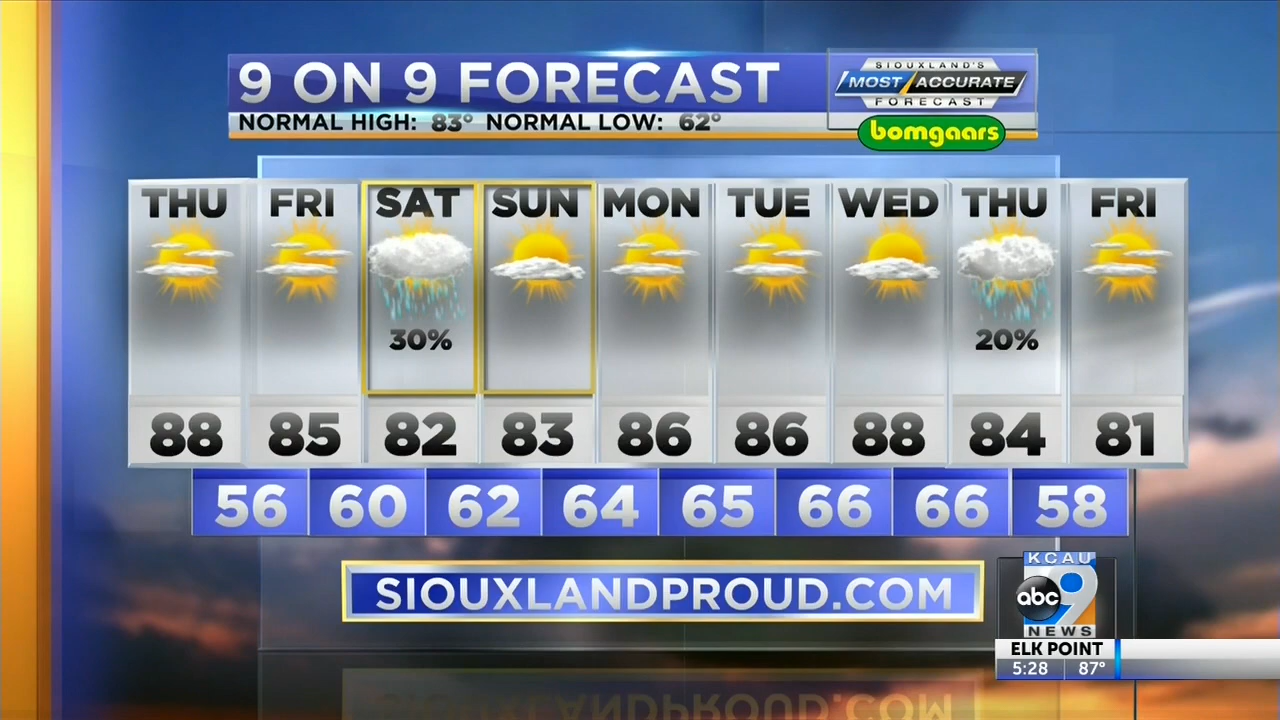 9 ON 9 FORECAST
NORMAL HIGH: 83° NORMAL LOW: 62°
SIOUXLAND'S
MOST ACCURATE
FORECAST
bomgaars
THU FRI SAT SUN MON TUE WED THU FRI
30% 20%
88 85 82 83 86 86 88 84 81
56 60 62 64 65 66 66 58
SIOUXLANDPROUD.COM
KCAU
abc 9
NEWS
ELK POINT
5:28 87°
SIOUXLANDPROUD.COM